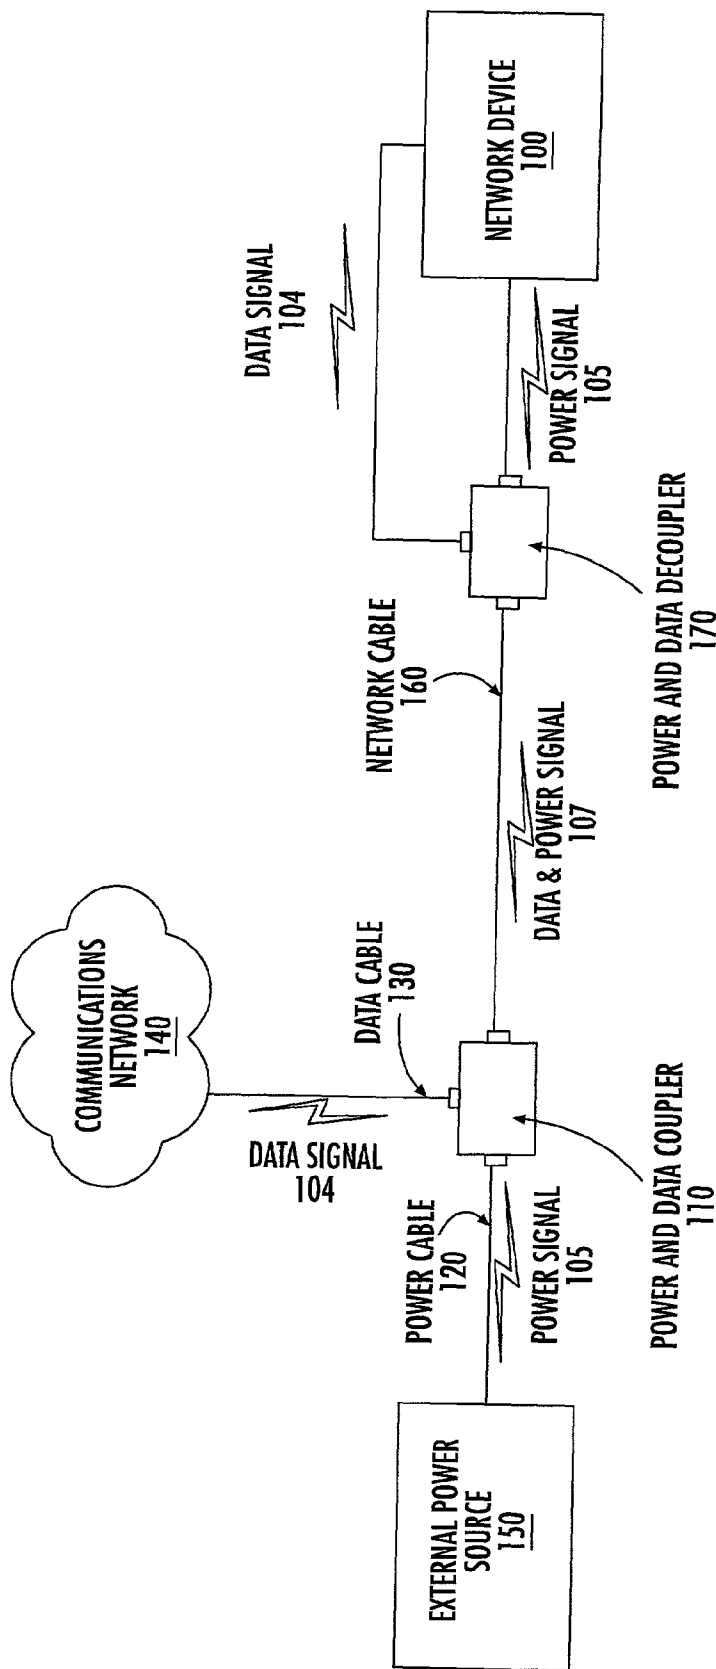 COMMUNICATIONS
NETWORK
140
DATA SIGNAL
104
DATA CABLE
130
EXTERNAL POWER
SOURCE
150
POWER CABLE
120
POWER SIGNAL
105
POWER AND DATA COUPLER
110
NETWORK CABLE
160
DATA & POWER SIGNAL
107
POWER AND DATA DECOUPLER
170
DATA SIGNAL
104
POWER SIGNAL
105
NETWORK DEVICE
100